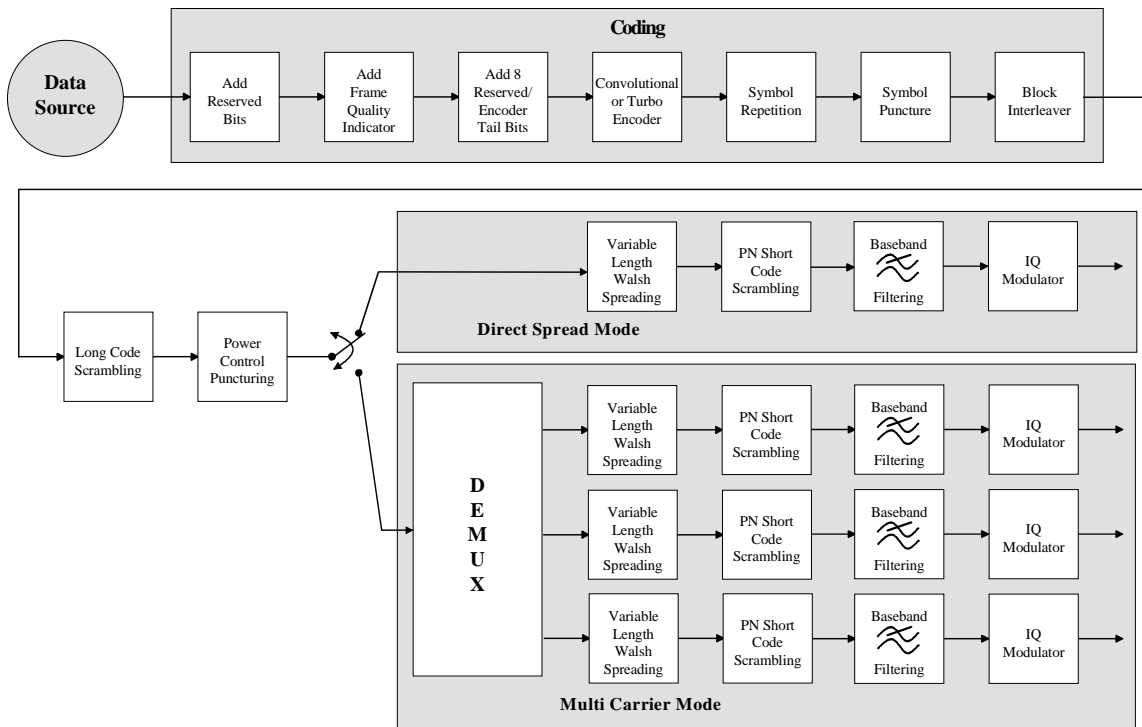 Coding
Data
Source
Add
Reserved
Bits
Add
Frame
Quality
Indicator
Add 8
Reserved/
Encoder
Tail Bits
Convolutional
or Turbo
Encoder
Symbol
Repetition
Symbol
Puncture
Block
Interleaver
Long Code
Scrambling
Power
Control
Puncturing
Variable
Length
Walsh
Spreading
PN Short
Code
Scrambling
Baseband
Filtering
IQ
Modulator
Direct Spread Mode
D
E
M
U
X
Variable
Length
Walsh
Spreading
PN Short
Code
Scrambling
Baseband
Filtering
IQ
Modulator
Variable
Length
Walsh
Spreading
PN Short
Code
Scrambling
Baseband
Filtering
IQ
Modulator
Variable
Length
Walsh
Spreading
PN Short
Code
Scrambling
Baseband
Filtering
IQ
Modulator
Multi Carrier Mode